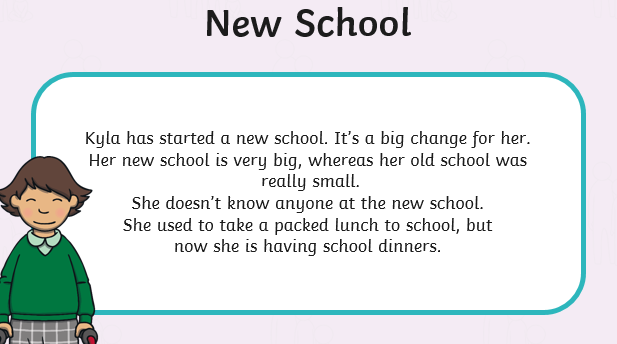 New School
Kyla has started a new school. It's a big change for her.
Her new school is very big, whereas her old school was
really small.
She doesn't know anyone at the new school.
She used to take a packed lunch to school, but
now she is having school dinners.